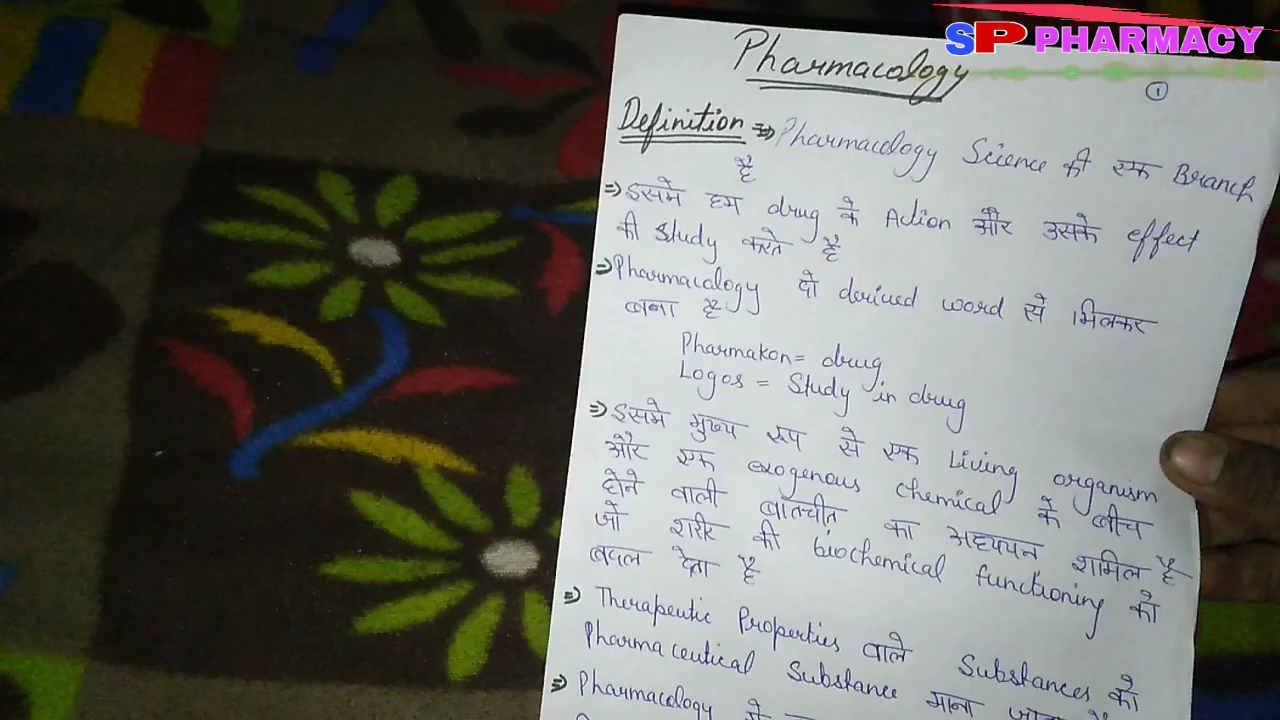 SP PHARMACY
Pharmacology
1
Definition ⇒ Pharmacology Science की एक Branch
है
⇒ इसमे हम drug के Action और उसके effect
की study करते है
⇒ Pharmacology दो derived word से मिलकर
बना है
Pharmakon = drug
Logos = Study in drug
⇒ इसमे मुख्य रूप से एक Living organism
और एक exogenous chemical के बीच
होने वाली बातचीत का अध्ययन शामिल है
जो शरीर की biochemical functioning को
बदल देता है
⇒ Therapeutic Properties वाले Substances को
Pharmaceutical Substance माना
⇒ Pharmacology